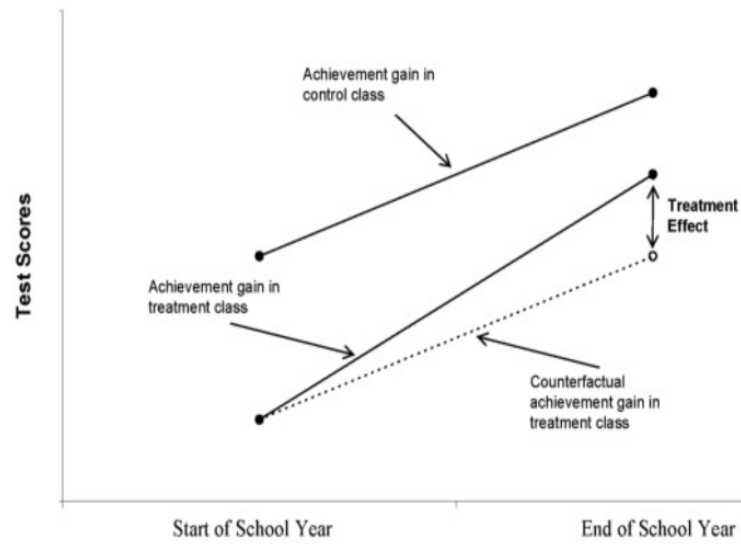 Achievement gain in
control class
Test Scores
Treatment
Effect
Achievement gain in
treatment class
Counterfactual
achievement gain in
treatment class
Start of School Year
End of School Year